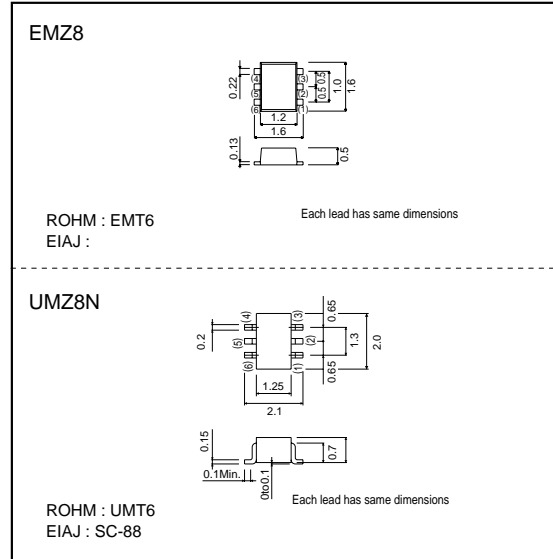 EMZ8
0.22
(4)
(3)
(5)
(2)
(6)
(1)
0.5 0.5
1.0
1.6
1.2
1.6
0.13
0.5
Each lead has same dimensions
ROHM : EMT6
EIAJ :
UMZ8N
0.2
(4)
(3)
(5)
(2)
(6)
(1)
0.65
1.3
2.0
0.65
1.25
2.1
0.15
0.1Min.
0to0.1
0.7
Each lead has same dimensions
ROHM : UMT6
EIAJ : SC-88